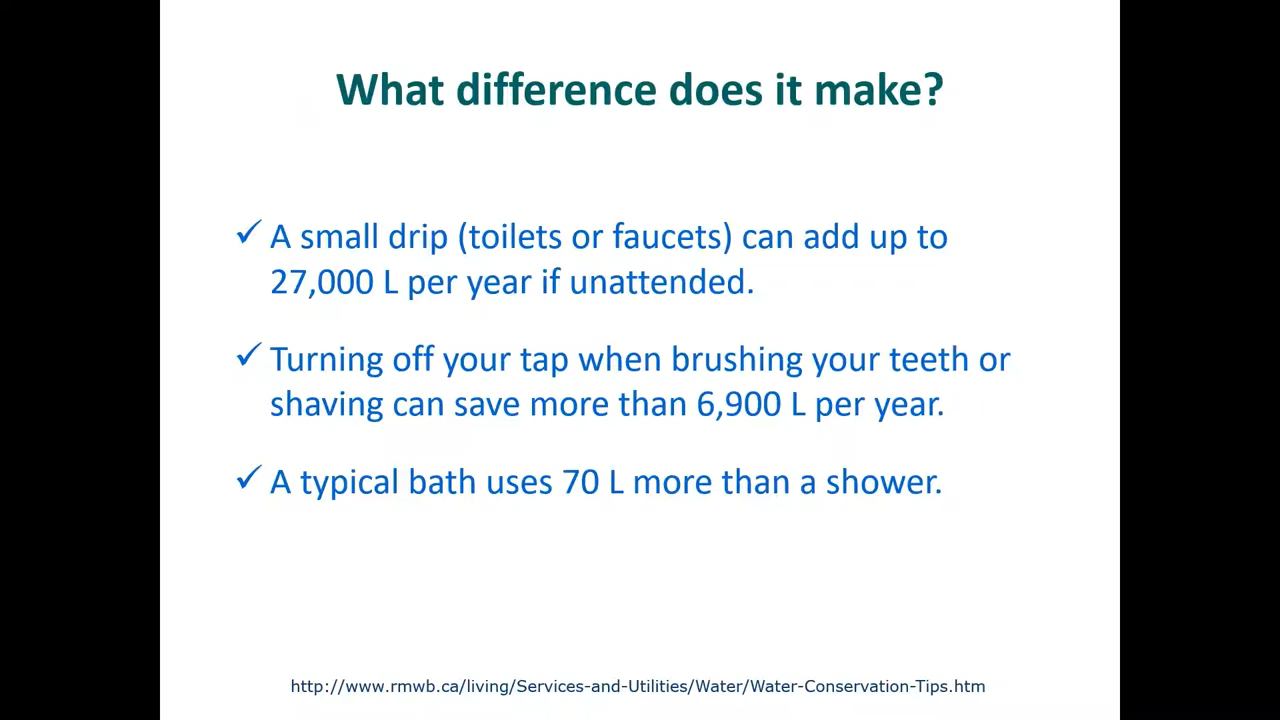 What difference does it make?
✓ A small drip (toilets or faucets) can add up to
27,000 L per year if unattended.
✓ Turning off your tap when brushing your teeth or
shaving can save more than 6,900 L per year.
✓ A typical bath uses 70 L more than a shower.
http://www.rmwb.ca/living/Services-and-Utilities/Water/Water-Conservation-Tips.htm